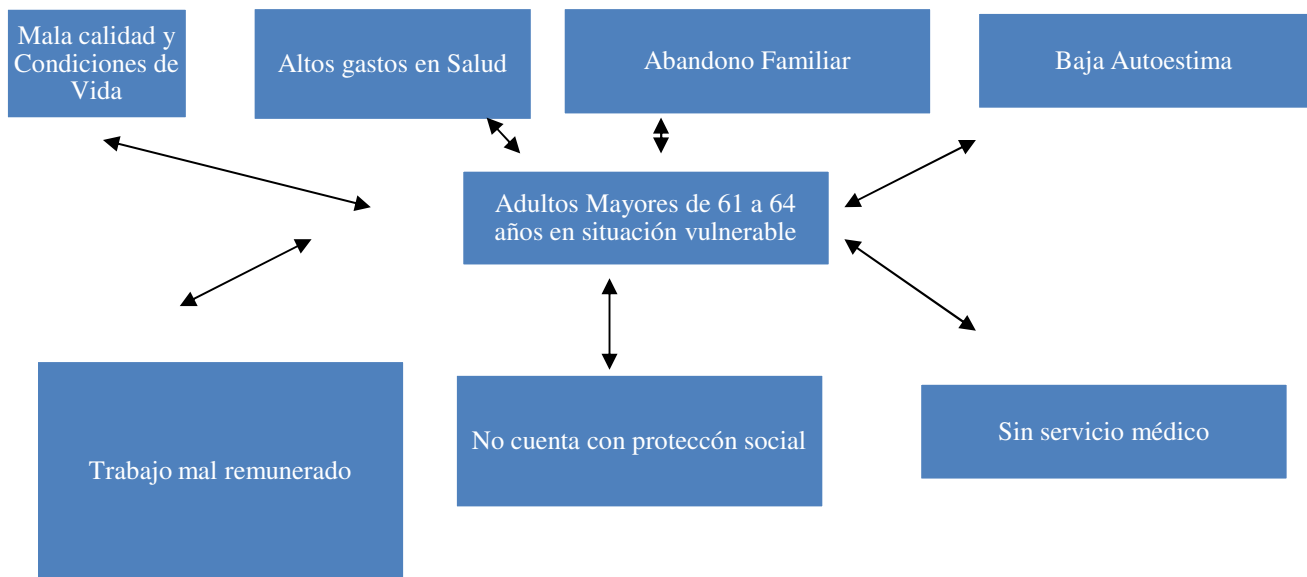 Mala calidad y
Condiciones de
Vida
Altos gastos en Salud
Abandono Familiar
Baja Autoestima
Adultos Mayores de 61 a 64
años en situación vulnerable
Trabajo mal remunerado
No cuenta con proteccón social
Sin servicio médico